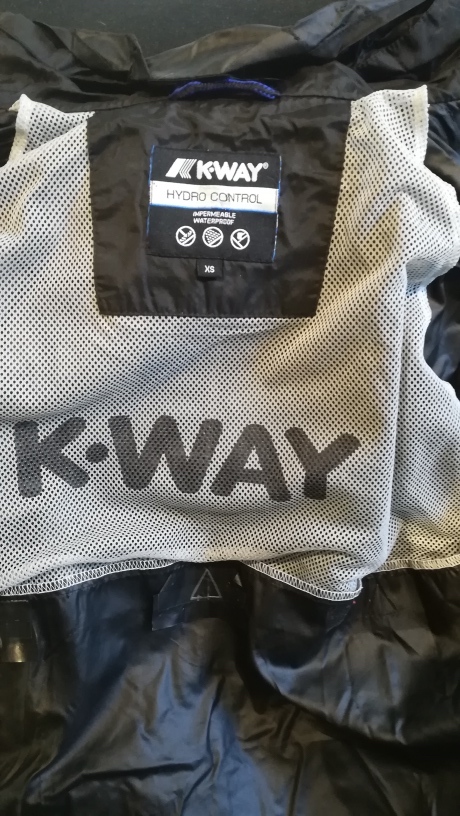 K-WAY®
HYDRO CONTROL
IMPERMEABLE
WATERPROOF
XS
K·WAY